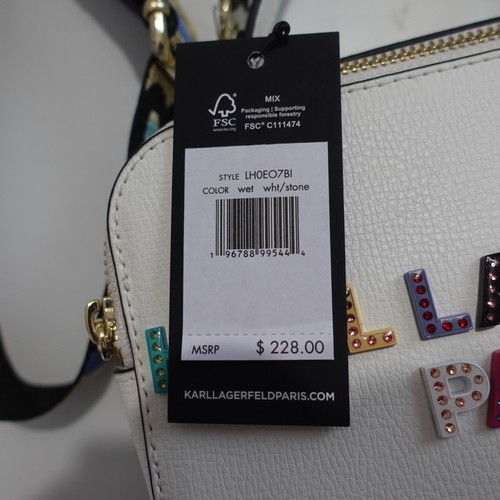 MIX
Packaging | Supporting
responsible forestry
FSC® C111474
FSC
www.fsc.org
STYLE LH0EO7BI
COLOR wet wht/stone
1 96788 99544 4
MSRP $ 228.00
KARLLAGERFELDPARIS.COM
L L
P